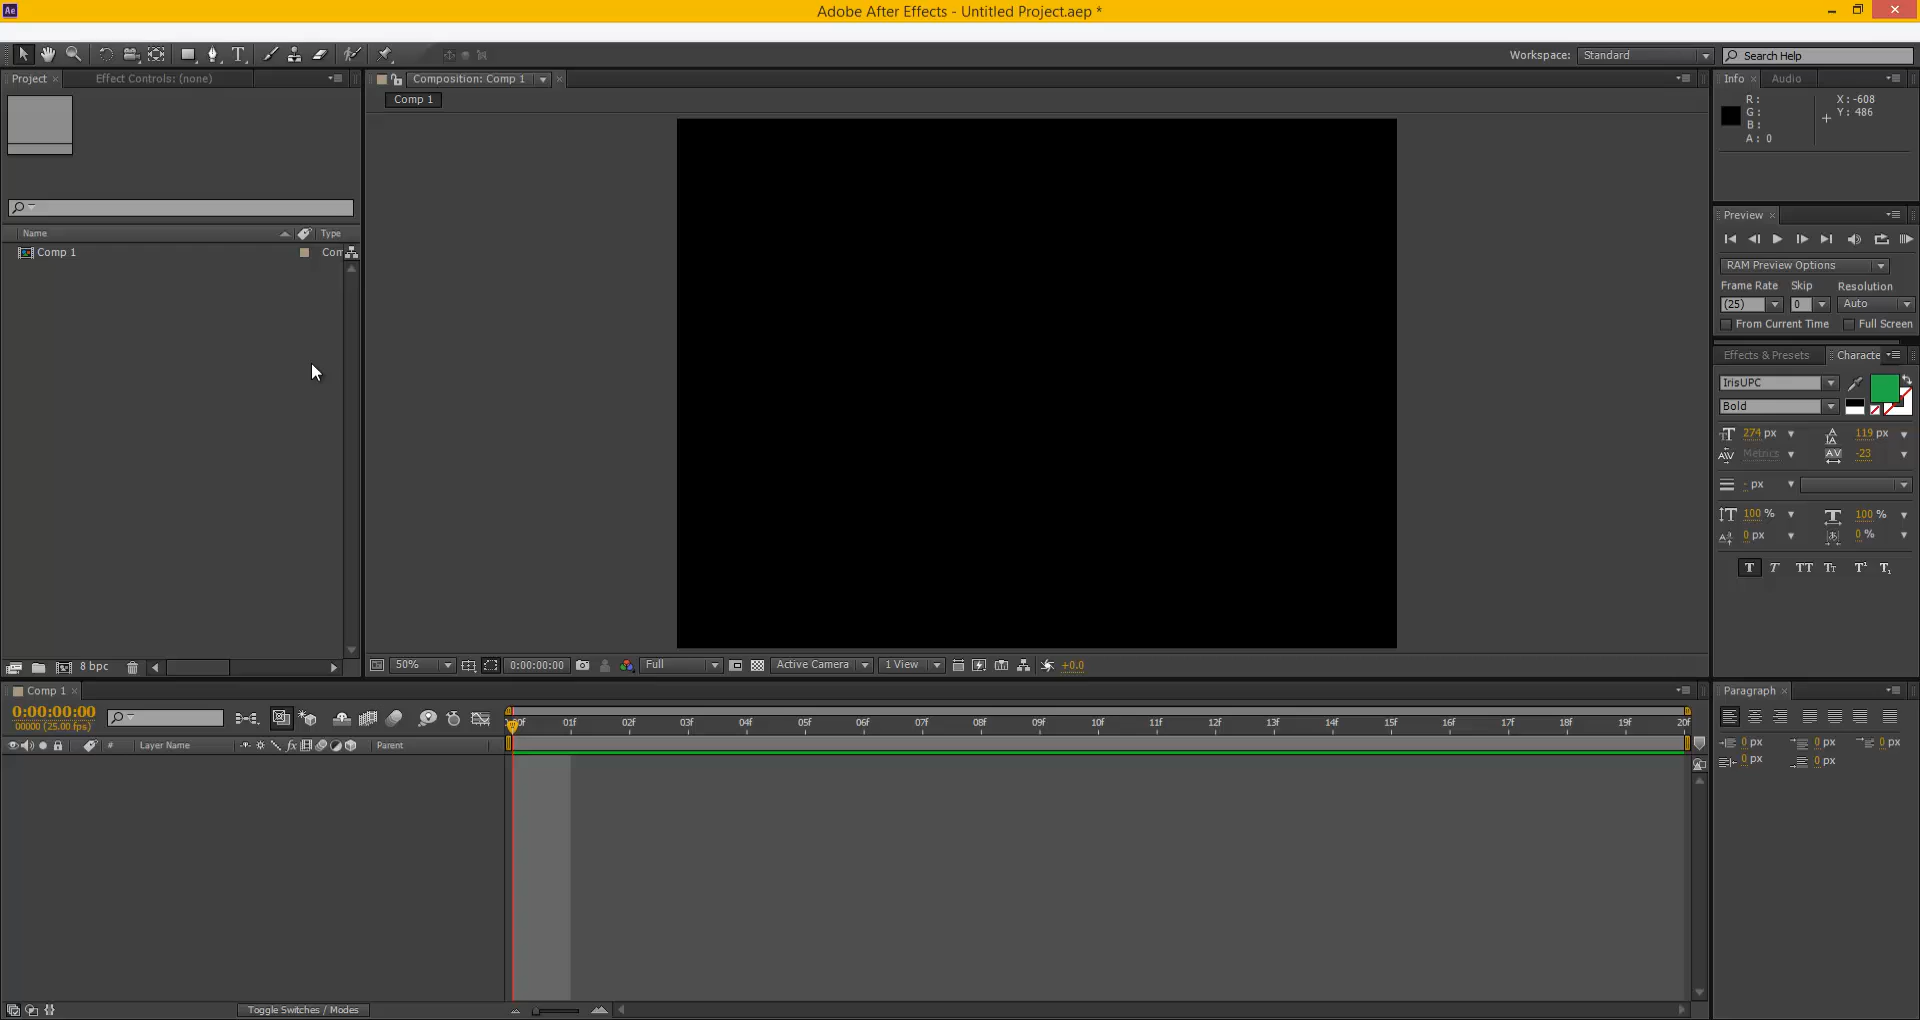 Ae
Adobe After Effects - Untitled Project.aep *
T
Workspace: Standard
Search Help
Project
Effect Controls: (none)
Composition: Comp 1
Info
Audio
Comp 1
R :
G :
B :
A : 0
X : -608
Y : 486
Preview
Name
Type
Comp 1
Com
RAM Preview Options
Frame Rate
Skip
Resolution
(25)
0
Auto
From Current Time
Full Screen
Effects & Presets
Characte
IrisUPC
Bold
274 px
119 px
Metrics
-23
- px
100 %
100 %
0 px
0 %
T T TT Tt T¹ T₁
8 bpc
50%
0:00:00:00
Full
Active Camera
1 View
+0.0
Comp 1
Paragraph
0:00:00:00
00000 (25.00 fps)
00f 01f 02f 03f 04f 05f 06f 07f 08f 09f 10f 11f 12f 13f 14f 15f 16f 17f 18f 19f 20f
# Layer Name
fx
Parent
0 px
0 px
0 px
0 px
0 px
Toggle Switches / Modes